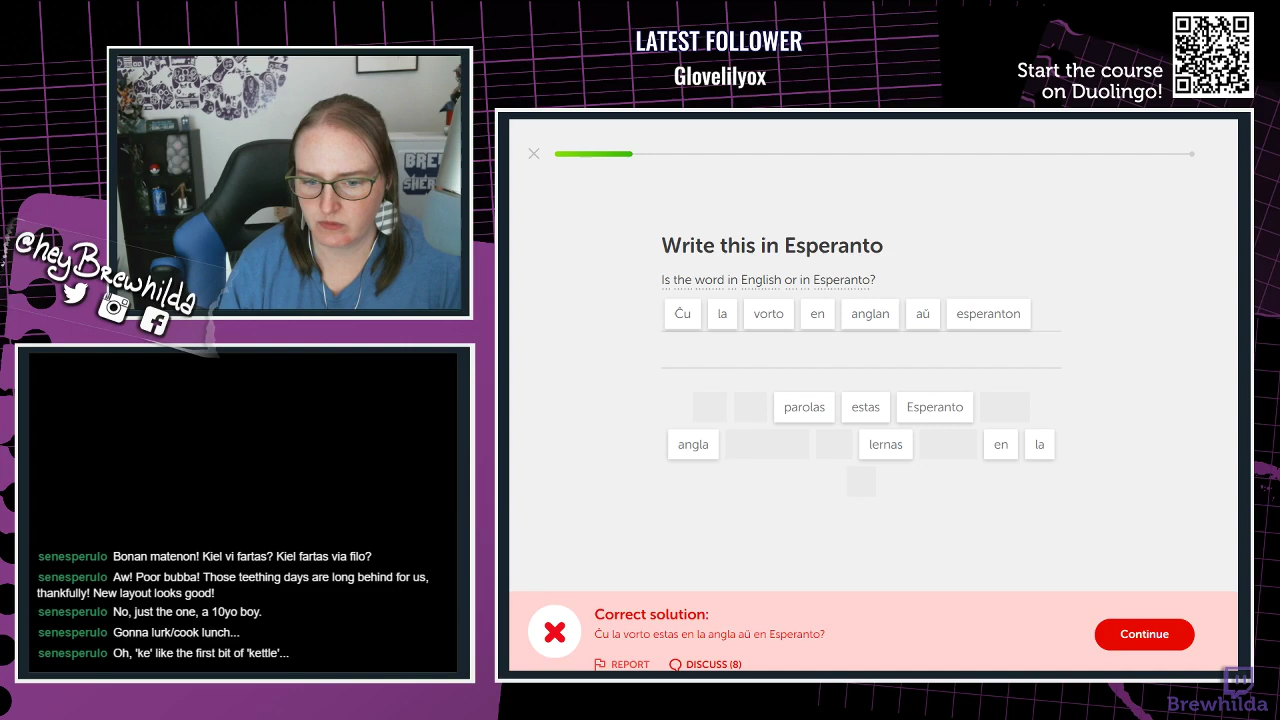 LATEST FOLLOWER
Glovelilyox
Start the course
on Duolingo!
BRE
SHER
@heyBrewhilda
Write this in Esperanto
Is the word in English or in Esperanto?
Ĉu la vorto en anglan aŭ esperanton
parolas estas Esperanto
angla lernas en la
senesperulo Bonan matenon! Kiel vi fartas? Kiel fartas via filo?
senesperulo Aw! Poor bubba! Those teething days are long behind for us,
thankfully! New layout looks good!
senesperulo No, just the one, a 10yo boy.
senesperulo Gonna lurk/cook lunch...
senesperulo Oh, 'ke' like the first bit of 'kettle'...
Correct solution:
Ĉu la vorto estas en la angla aŭ en Esperanto?
Continue
REPORT DISCUSS (8)
Brewhilda